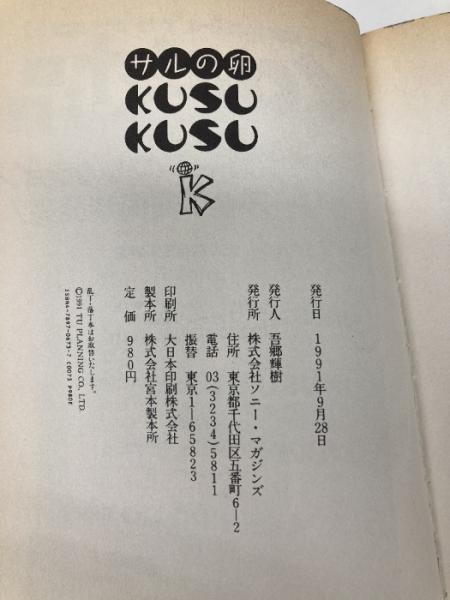 サルの卵
KUSU
KUSU
K
発行日 1991年9月28日
発行人 吾郷輝樹
発行所 株式会社ソニー・マガジンズ
住所 東京都千代田区五番町6―2
電話 03(3234)5811
振替 東京1―65823
印刷所 大日本印刷株式会社
製本所 株式会社宮本製本所
定価 980円
乱丁・落丁本はお取替いたします。
©1991 TU PLANNING CO., LTD.
ISBN4-7897-0673-7 C0073 P980E